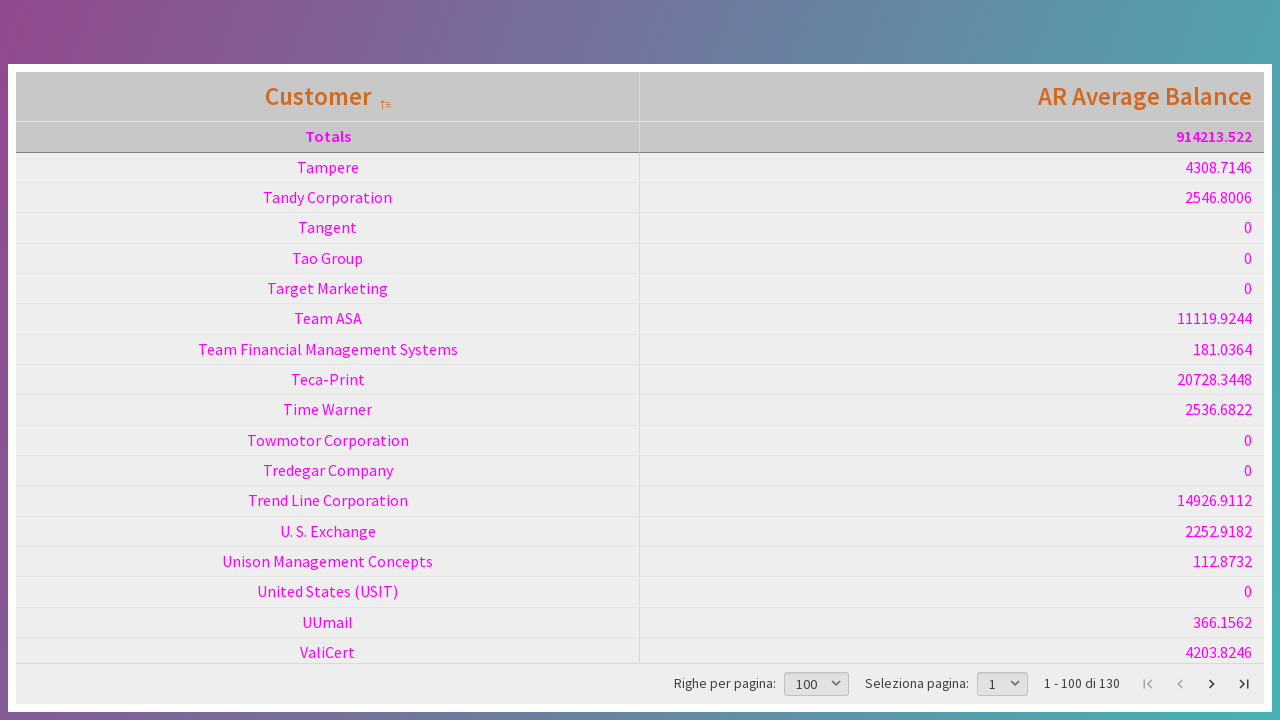 Customer AR Average Balance
Totals 914213.522
Tampere 4308.7146
Tandy Corporation 2546.8006
Tangent 0
Tao Group 0
Target Marketing 0
Team ASA 11119.9244
Team Financial Management Systems 181.0364
Teca-Print 20728.3448
Time Warner 2536.6822
Towmotor Corporation 0
Tredegar Company 0
Trend Line Corporation 14926.9112
U. S. Exchange 2252.9182
Unison Management Concepts 112.8732
United States (USIT) 0
UUmail 366.1562
ValiCert 4203.8246
Righe per pagina: 100 Seleziona pagina: 1 1 - 100 di 130